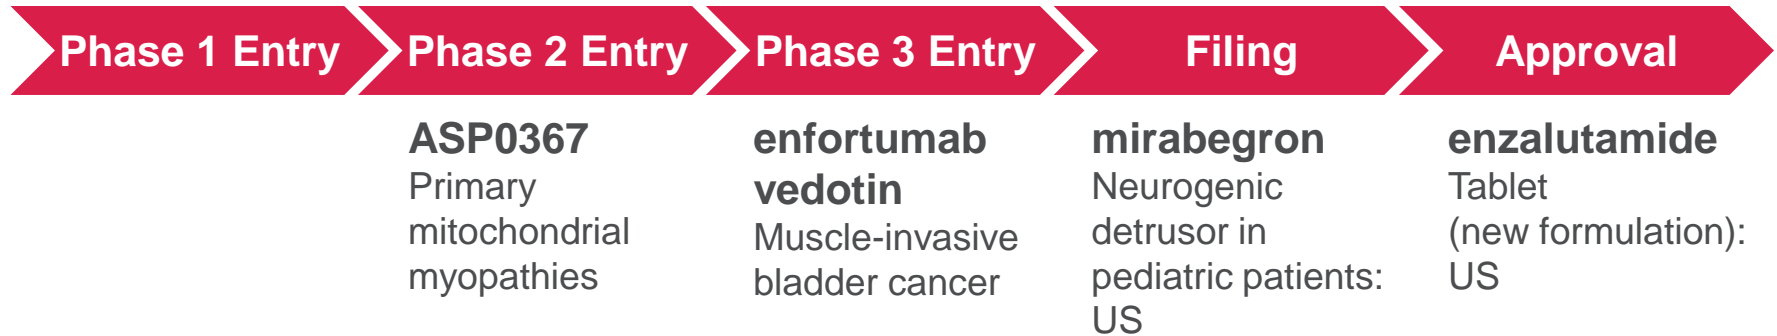 Phase 1 Entry
Phase 2 Entry
Phase 3 Entry
Filing
Approval
ASP0367
Primary
mitochondrial
myopathies
enfortumab
vedotin
Muscle-invasive
bladder cancer
mirabegron
Neurogenic
detrusor in
pediatric patients:
US
enzalutamide
Tablet
(new formulation):
US